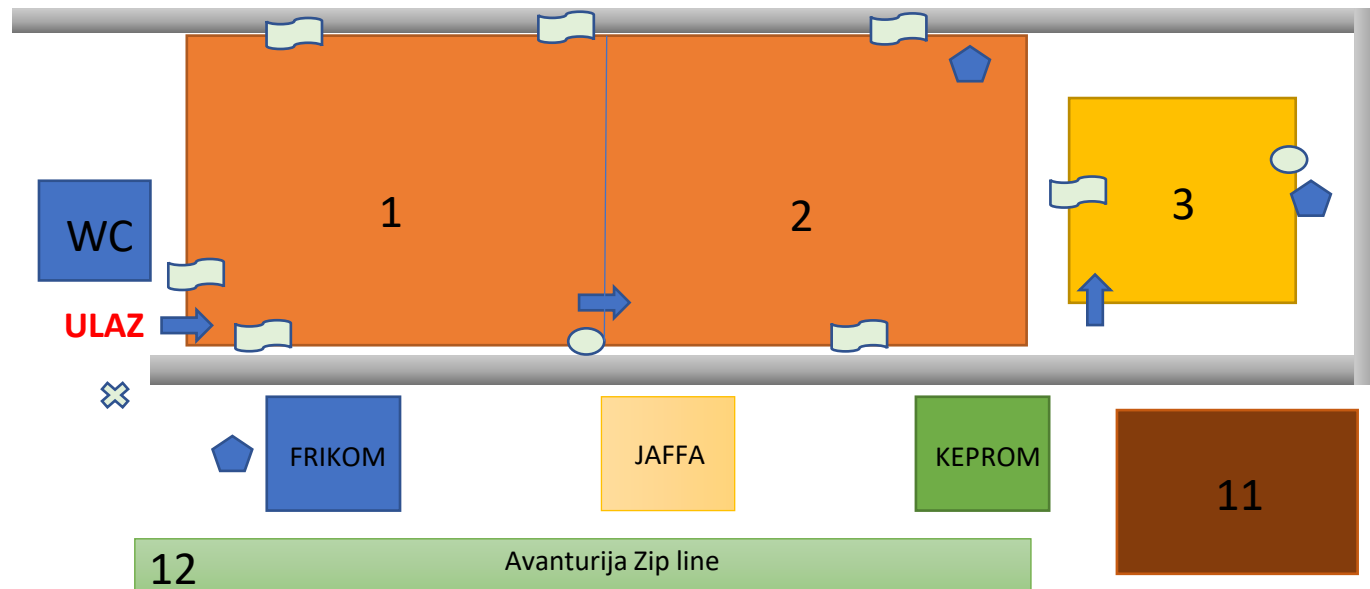 1
2
3
WC
ULAZ
FRIKOM
JAFFA
KEPROM
11
12
Avanturija Zip line